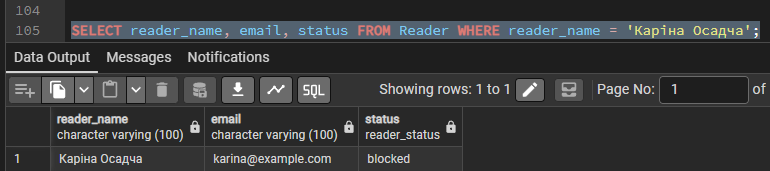 104
105 SELECT reader_name, email, status FROM Reader WHERE reader_name = 'Каріна Осадча';
Data Output Messages Notifications
SQL Showing rows: 1 to 1 Page No: 1 of
reader_name email status
character varying (100) character varying (100) reader_status
1 Каріна Осадча karina@example.com blocked